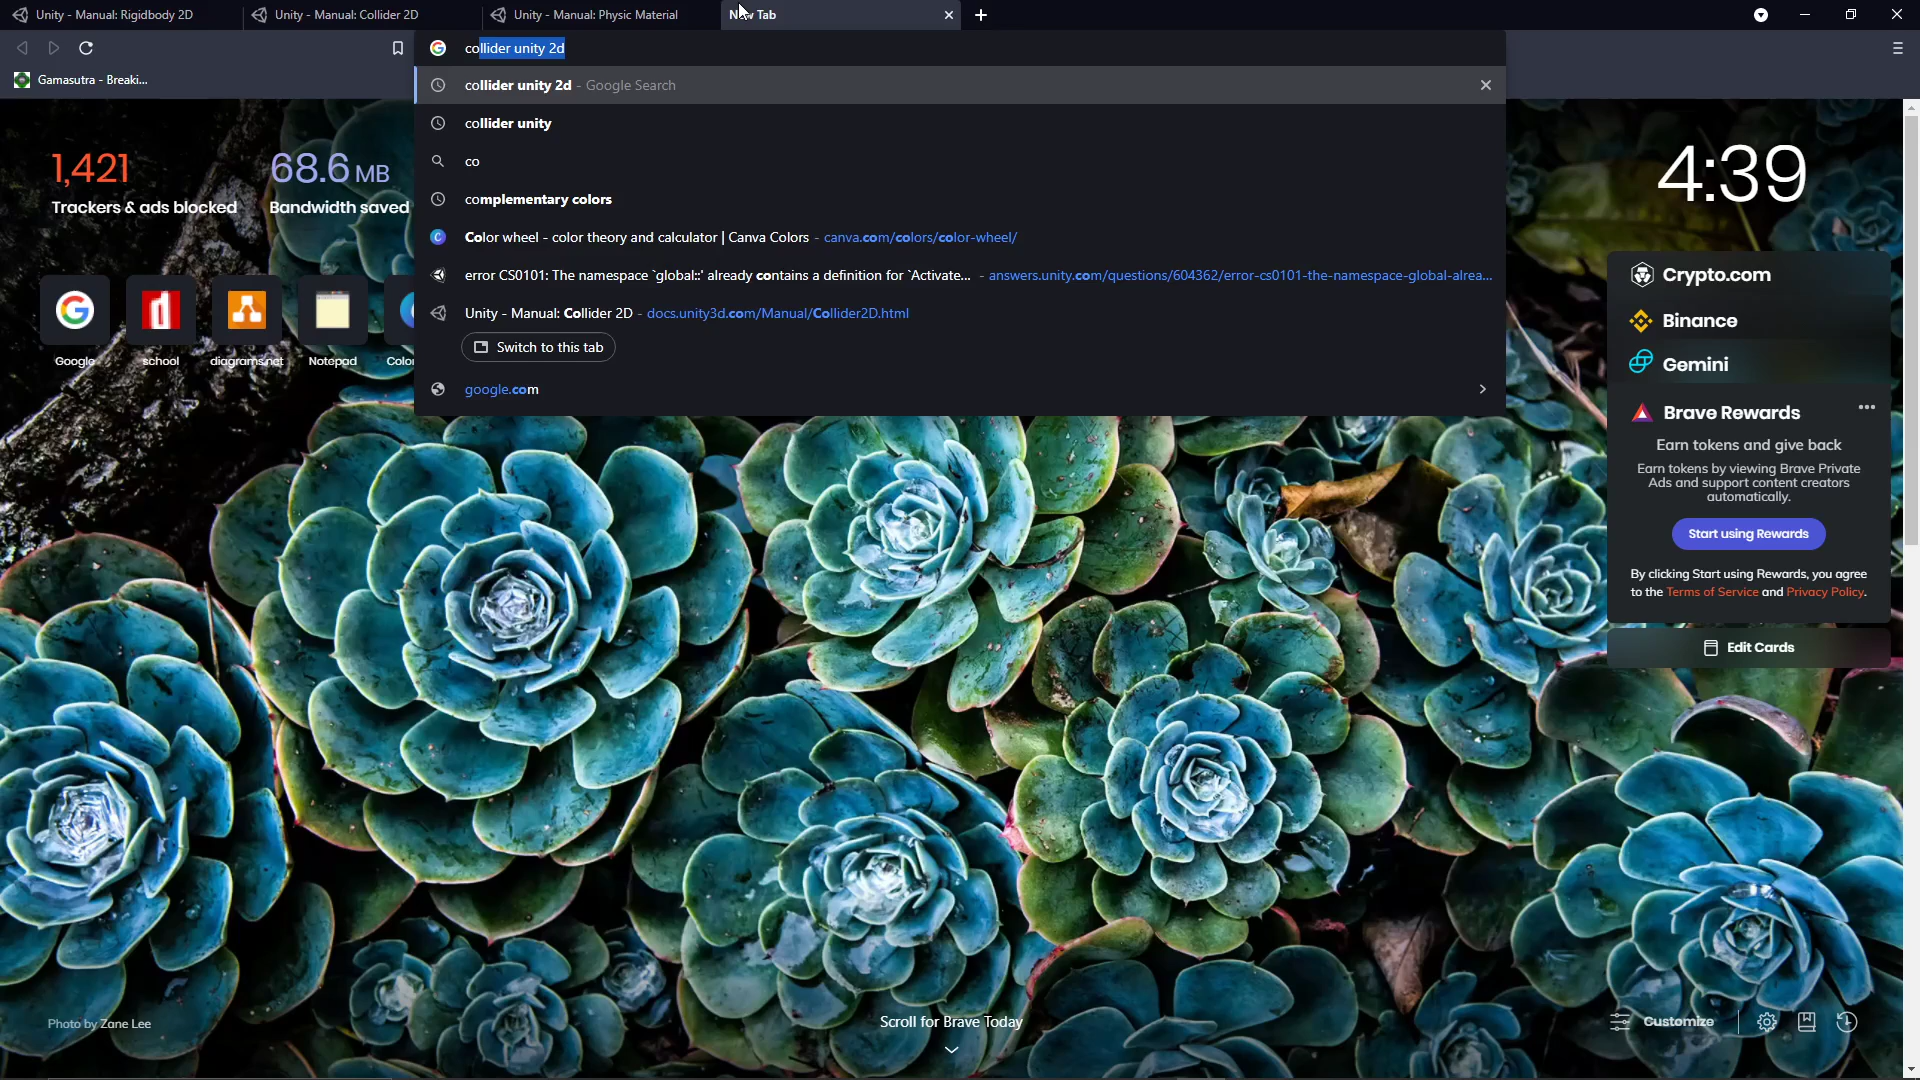 Unity - Manual: Rigidbody 2D
Unity - Manual: Collider 2D
Unity - Manual: Physic Material
Tab
collider unity 2d
Gamasutra - Breaki...
collider unity 2d - Google Search
collider unity
co
complementary colors
Color wheel - color theory and calculator | Canva Colors - canva.com/colors/color-wheel/
error CS0101: The namespace `global::' already contains a definition for `Activate... - answers.unity.com/questions/604362/error-cs0101-the-namespace-global-alrea...
Unity - Manual: Collider 2D - docs.unity3d.com/Manual/Collider2D.html
Switch to this tab
google.com
1,421
Trackers & ads blocked
68.6 MB
Bandwidth saved
Google
school
diagrams.net
Notepad
Color
4:39
Crypto.com
Binance
Gemini
Brave Rewards
Earn tokens and give back
Earn tokens by viewing Brave Private
Ads and support content creators
automatically.
Start using Rewards
By clicking Start using Rewards, you agree
to the Terms of Service and Privacy Policy.
Edit Cards
Photo by Zane Lee
Scroll for Brave Today
Customize